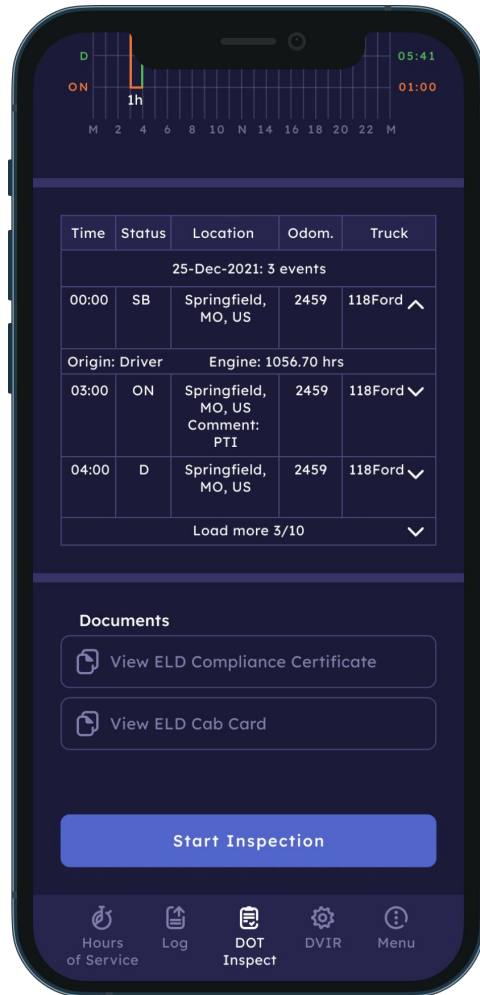 D 05:41
ON 01:00
1h
M 2 4 6 8 10 N 14 16 18 20 22 M
Time Status Location Odom. Truck
25-Dec-2021: 3 events
00:00 SB Springfield, 2459 118Ford
MO, US
Origin: Driver Engine: 1056.70 hrs
03:00 ON Springfield, 2459 118Ford
MO, US
Comment:
PTI
04:00 D Springfield, 2459 118Ford
MO, US
Load more 3/10
Documents
View ELD Compliance Certificate
View ELD Cab Card
Start Inspection
Hours Log DOT DVIR Menu
of Service Inspect